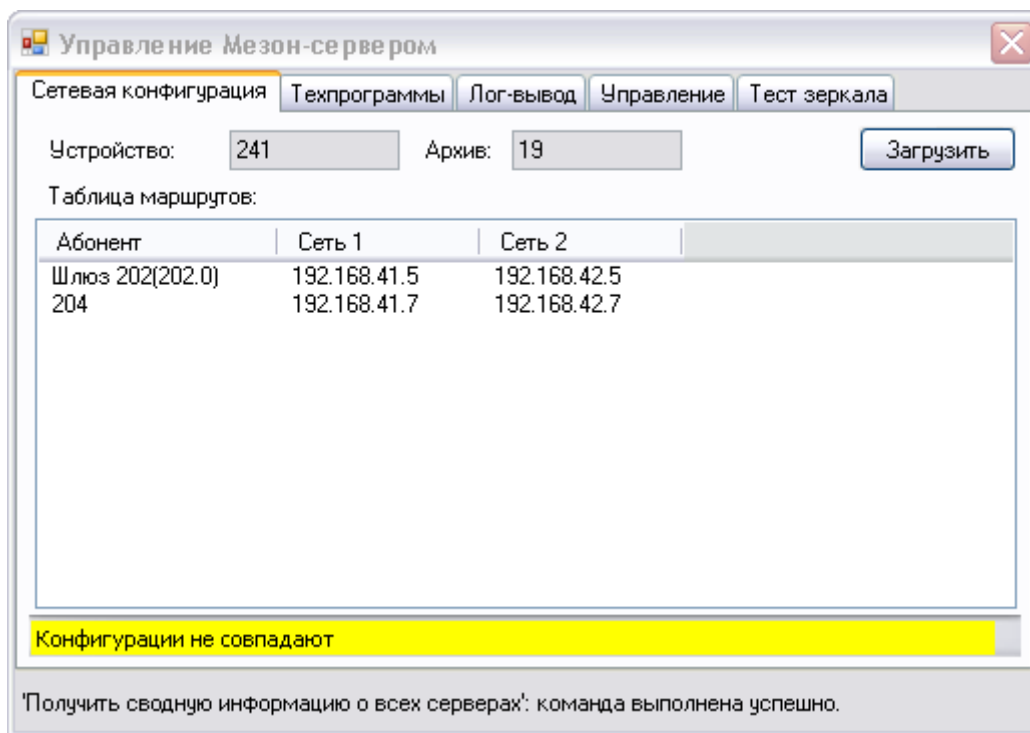 Управление Мезон-сервером
Сетевая конфигурация Техпрограммы Лог-вывод Управление Тест зеркала
Устройство: 241 Архив: 19 Загрузить
Таблица маршрутов:
Абонент Сеть 1 Сеть 2
Шлюз 202(202.0) 192.168.41.5 192.168.42.5
204 192.168.41.7 192.168.42.7
Конфигурации не совпадают
'Получить сводную информацию о всех серверах': команда выполнена успешно.